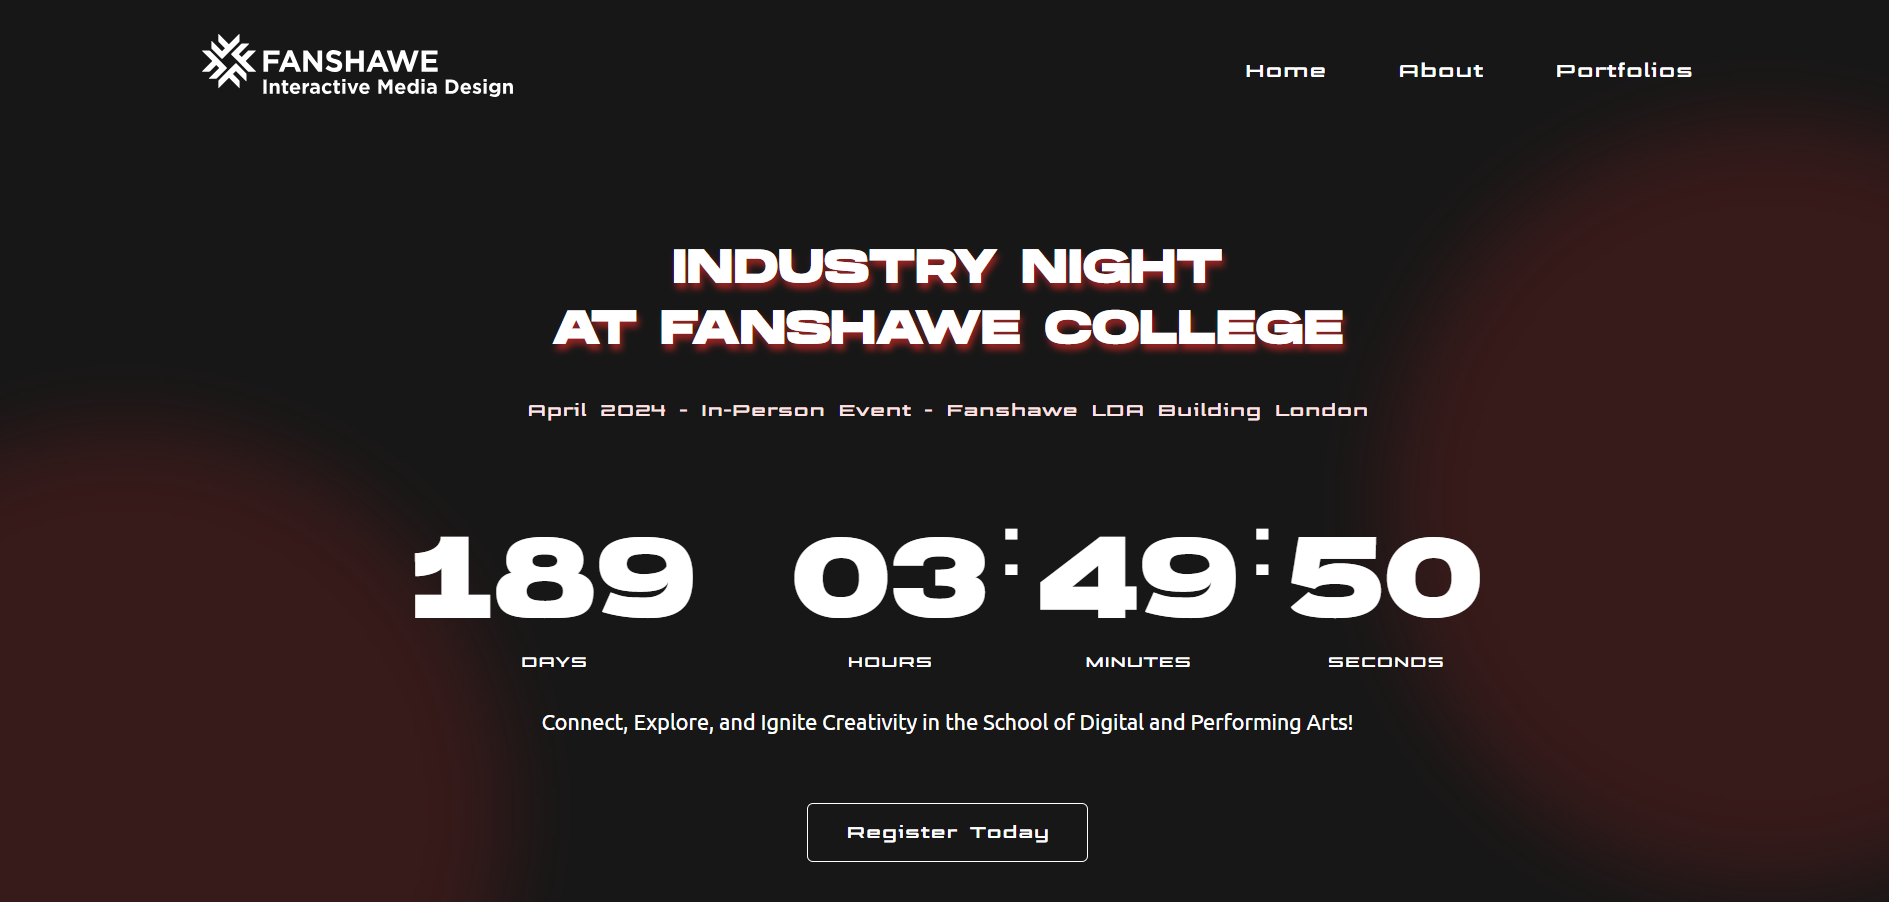 FANSHAWE
Interactive Media Design
Home About Portfolios
INDUSTRY NIGHT
AT FANSHAWE COLLEGE
April 2024 - In-Person Event - Fanshawe LDA Building London
189 03 : 49 : 50
DAYS HOURS MINUTES SECONDS
Connect, Explore, and Ignite Creativity in the School of Digital and Performing Arts!
Register Today